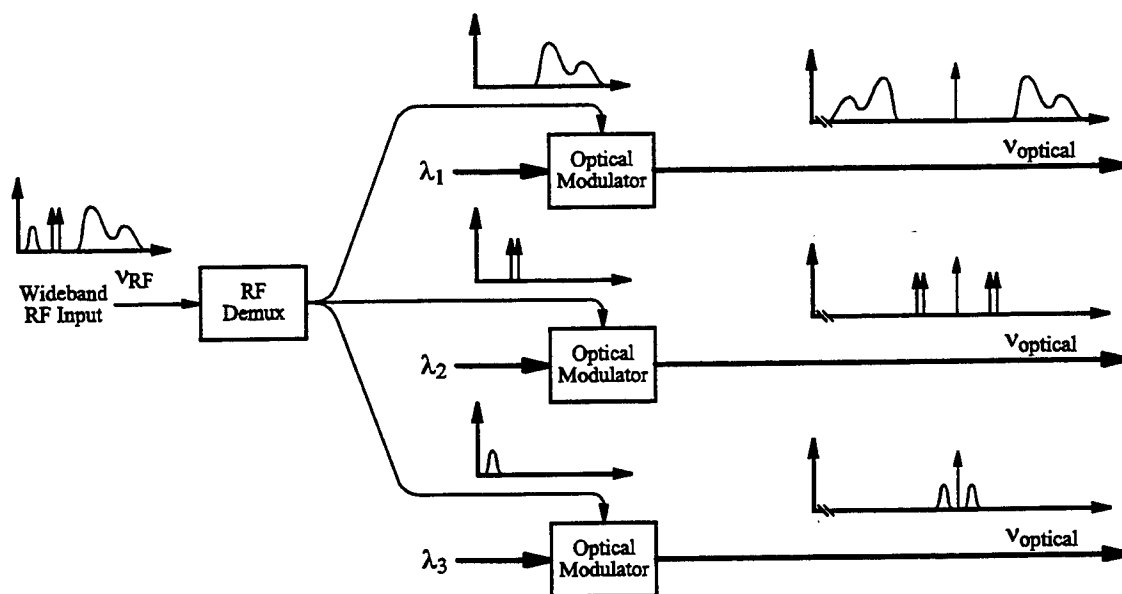 λ1
Optical
Modulator
νoptical
νRF
Wideband
RF Input
RF
Demux
λ2
Optical
Modulator
νoptical
λ3
Optical
Modulator
νoptical